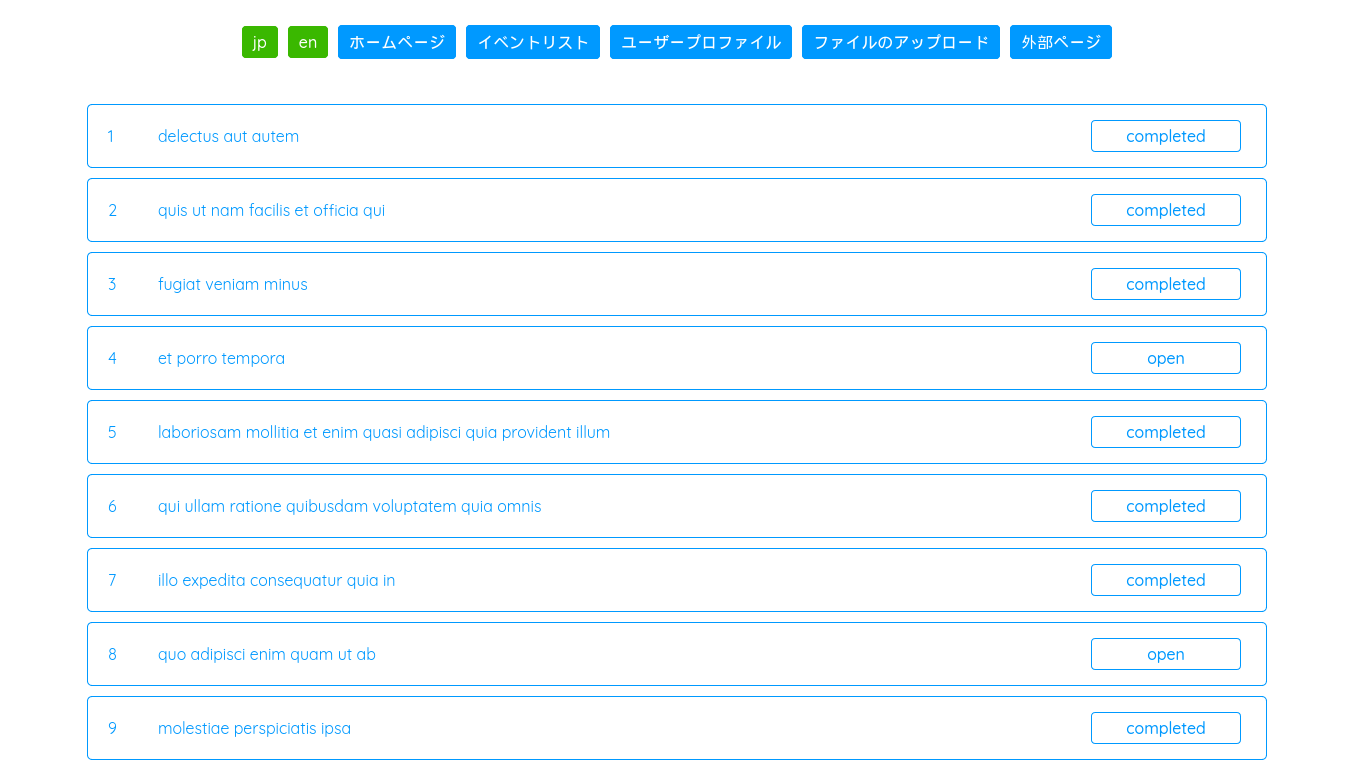 jp en ホームページ イベントリスト ユーザープロファイル ファイルのアップロード 外部ページ
1 delectus aut autem completed
2 quis ut nam facilis et officia qui completed
3 fugiat veniam minus completed
4 et porro tempora open
5 laboriosam mollitia et enim quasi adipisci quia provident illum completed
6 qui ullam ratione quibusdam voluptatem quia omnis completed
7 illo expedita consequatur quia in completed
8 quo adipisci enim quam ut ab open
9 molestiae perspiciatis ipsa completed